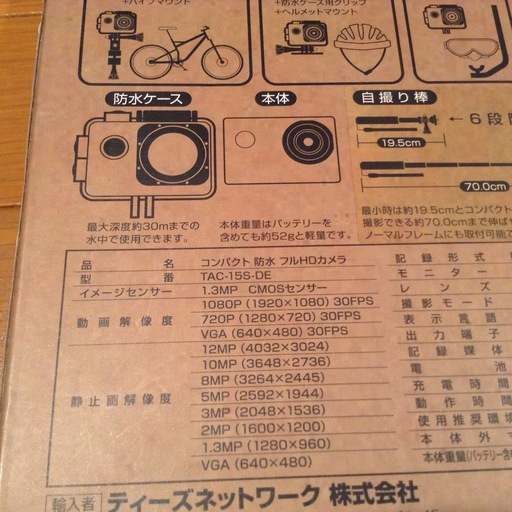 +パイプマウント
+防水ケース用クリップ
+ヘルメットマウント
防水ケース
本体
自撮り棒
6段
19.5cm
70.0cm
最大深度約30mまでの
水中で使用できます。
本体重量はバッテリーを
含めても約52gと軽量です。
最小時は約19.5cmとコンパクト
撮影できる約70.0cmまで伸ばせ
ノーマルフレームにも取付可能で
品名 コンパクト 防水 フルHDカメラ
型番 TAC-15S-DE
イメージセンサー 1.3MP CMOSセンサー
動画解像度
1080P (1920×1080) 30FPS
720P (1280×720) 30FPS
VGA (640×480) 30FPS
静止画解像度
12MP (4032×3024)
10MP (3648×2736)
8MP (3264×2445)
5MP (2592×1944)
3MP (2048×1536)
2MP (1600×1200)
1.3MP (1280×960)
VGA (640×480)
記録形式
モニター
レンズ
撮影モード
表示言語
出力端子
記録媒体
電池
充電時間
動作時間
使用推奨環境
本体外
本体重量(バッテリー含
輸入者 ティーズネットワーク 株式会社